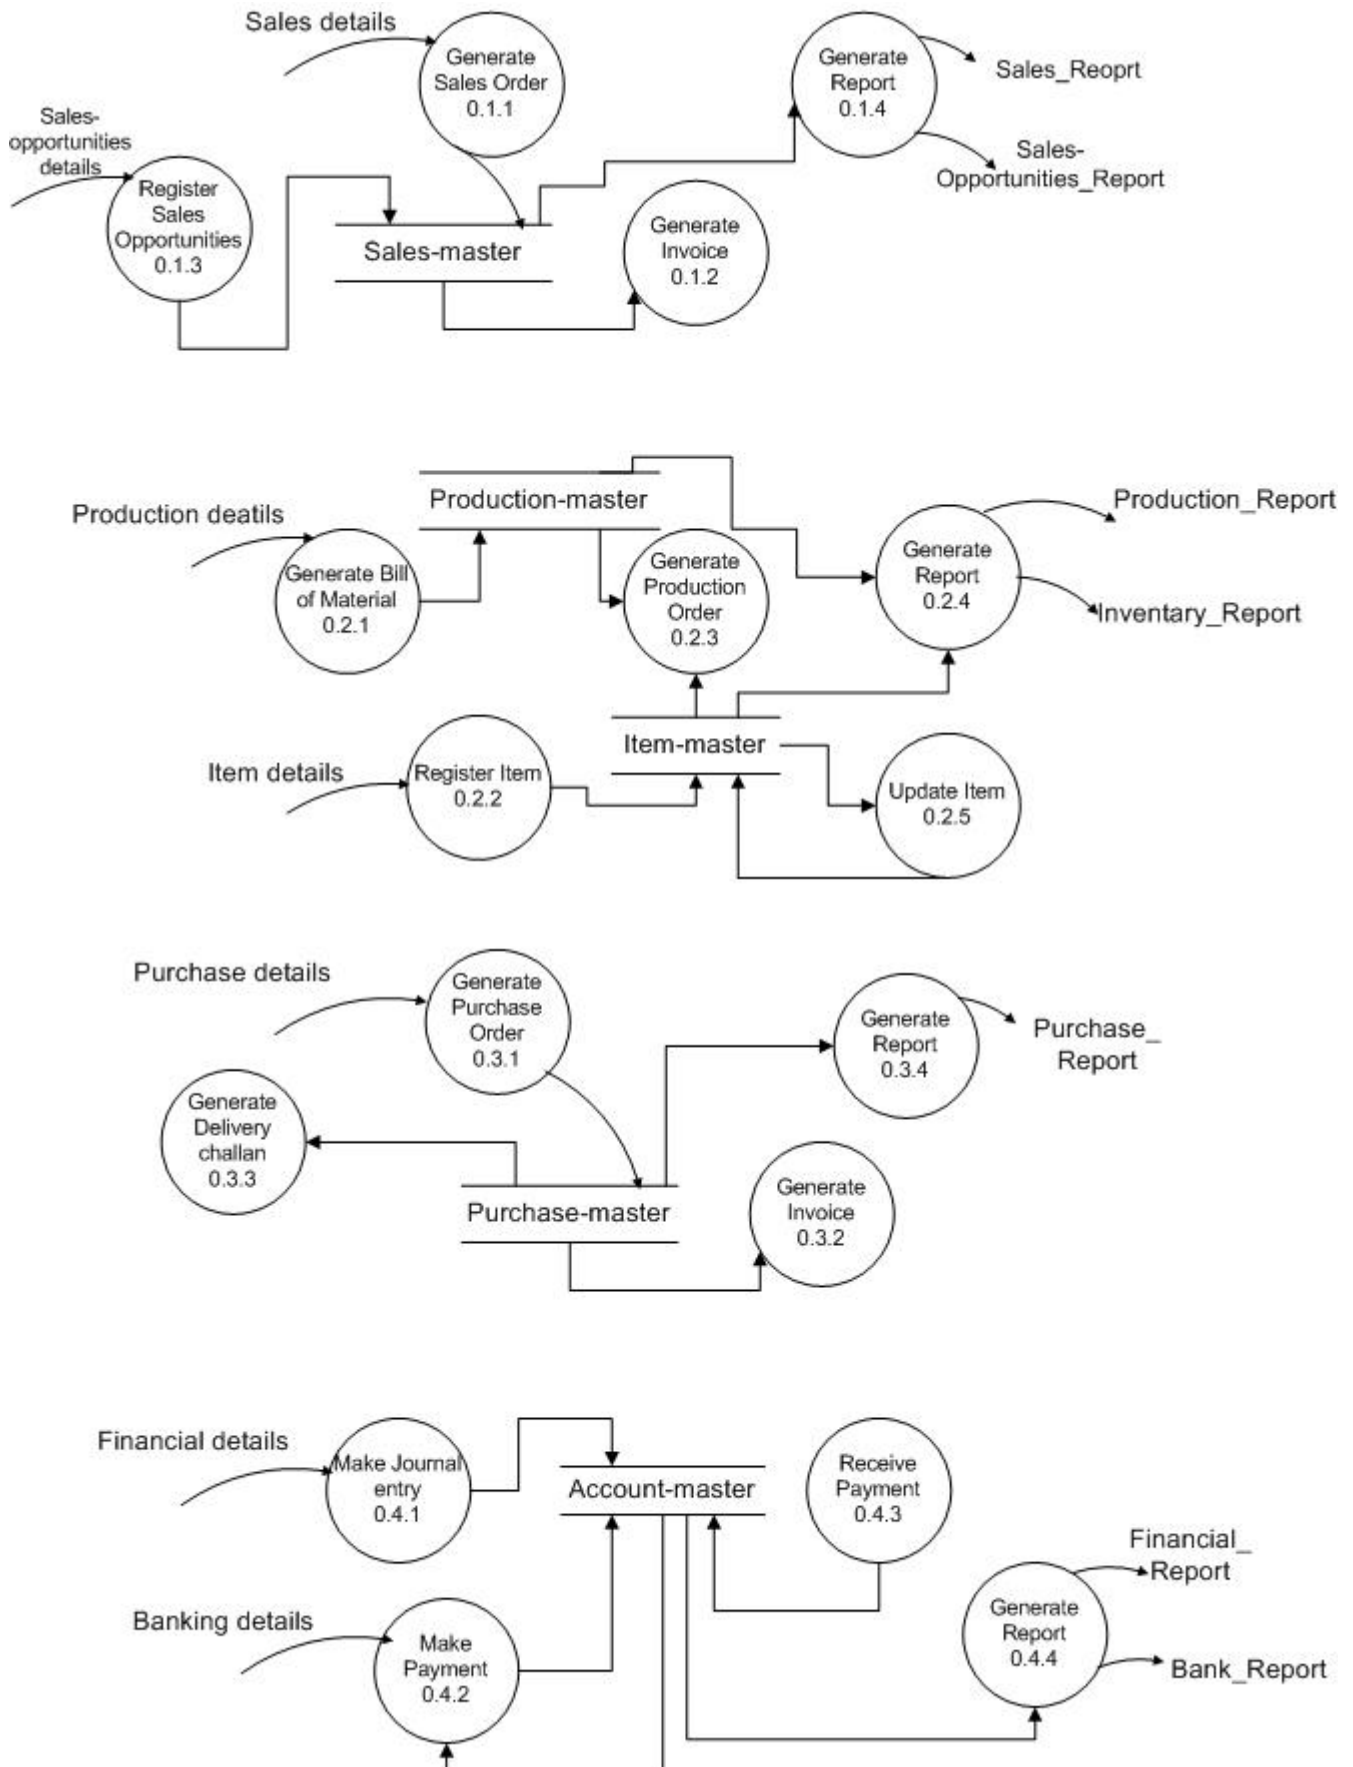 Sales details
Generate
Sales Order
0.1.1
Generate
Report
0.1.4
Sales_Reoprt
Sales-
Opportunities_Report
Sales-
opportunities
details
Register
Sales
Opportunities
0.1.3
Sales-master
Generate
Invoice
0.1.2
Production-master
Production deatils
Generate Bill
of Material
0.2.1
Generate
Production
Order
0.2.3
Generate
Report
0.2.4
Production_Report
Inventary_Report
Item-master
Item details
Register Item
0.2.2
Update Item
0.2.5
Purchase details
Generate
Purchase
Order
0.3.1
Generate
Report
0.3.4
Purchase_
Report
Generate
Delivery
challan
0.3.3
Purchase-master
Generate
Invoice
0.3.2
Financial details
Make Journal
entry
0.4.1
Account-master
Receive
Payment
0.4.3
Financial_
Report
Banking details
Make
Payment
0.4.2
Generate
Report
0.4.4
Bank_Report